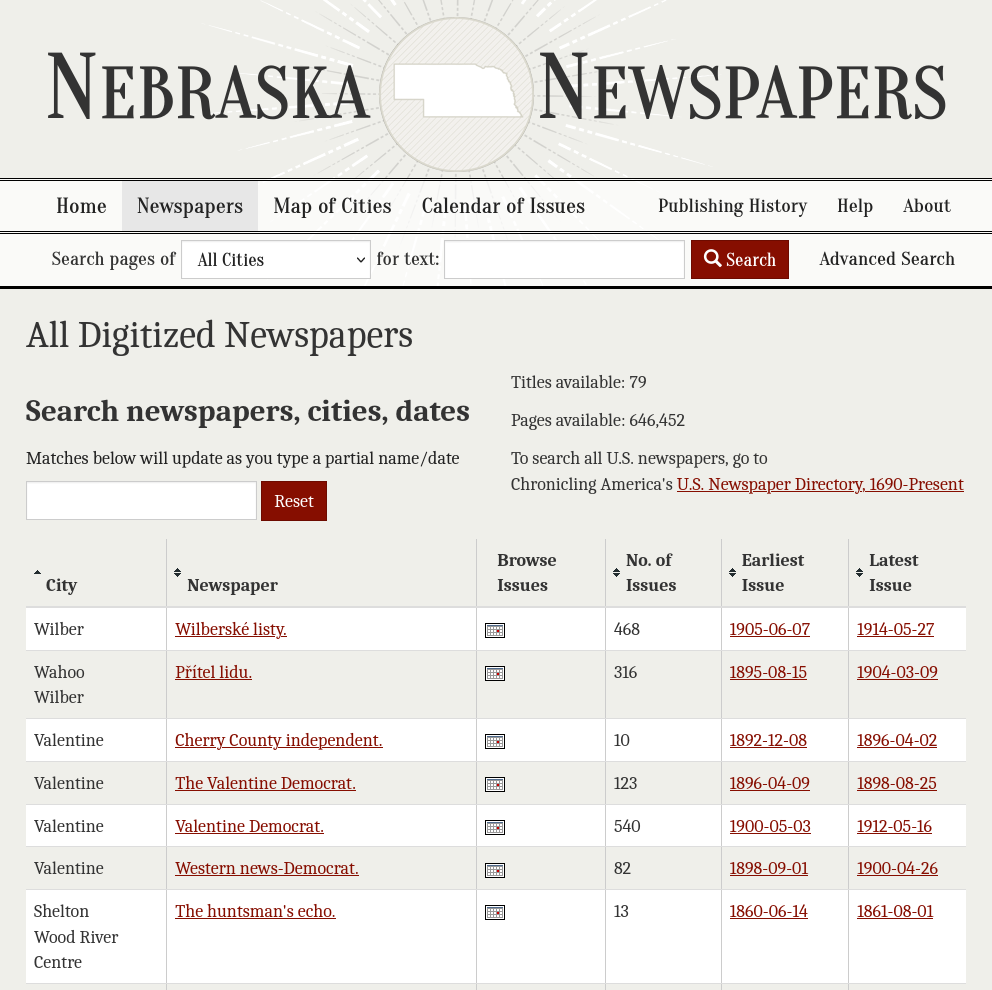 NEBRASKA NEWSPAPERS
Home Newspapers Map of Cities Calendar of Issues Publishing History Help About
Search pages of All Cities for text: Search Advanced Search
All Digitized Newspapers
Search newspapers, cities, dates
Matches below will update as you type a partial name/date
Reset
Titles available: 79
Pages available: 646,452
To search all U.S. newspapers, go to
Chronicling America's U.S. Newspaper Directory, 1690-Present
City Newspaper Browse Issues No. of Issues Earliest Issue Latest Issue
Wilber Wilberské listy. 468 1905-06-07 1914-05-27
Wahoo Přítel lidu. 316 1895-08-15 1904-03-09
Wilber
Valentine Cherry County independent. 10 1892-12-08 1896-04-02
Valentine The Valentine Democrat. 123 1896-04-09 1898-08-25
Valentine Valentine Democrat. 540 1900-05-03 1912-05-16
Valentine Western news-Democrat. 82 1898-09-01 1900-04-26
Shelton The huntsman's echo. 13 1860-06-14 1861-08-01
Wood River
Centre